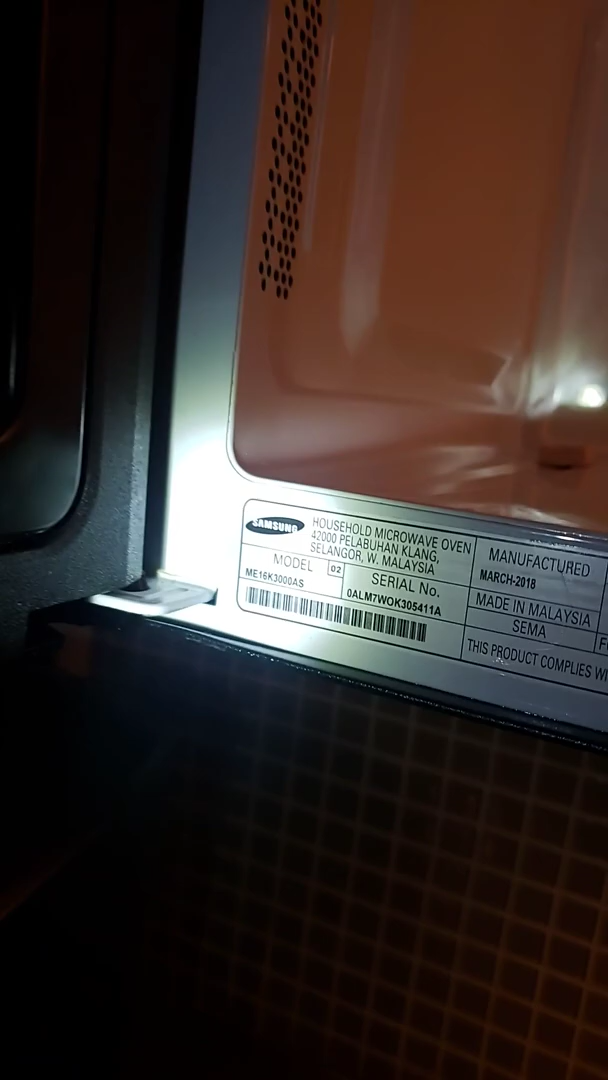 SAMSUNG
HOUSEHOLD MICROWAVE OVEN
42000 PELABUHAN KLANG,
SELANGOR, W. MALAYSIA
MODEL
02
ME16K3000AS
SERIAL No.
0ALM7WOK305411A
MANUFACTURED
MARCH-2018
MADE IN MALAYSIA
SEMA
THIS PRODUCT COMPLIES